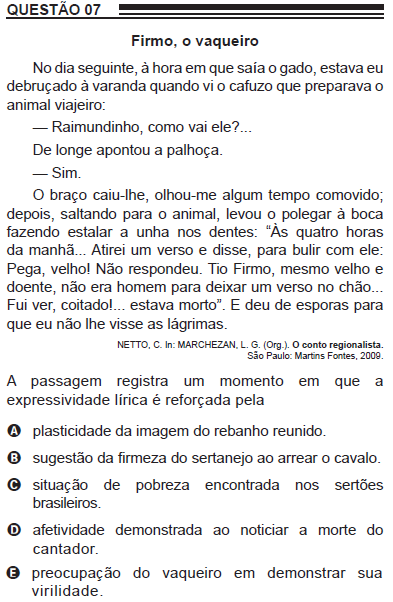 QUESTÃO 07
Firmo, o vaqueiro
No dia seguinte, à hora em que saía o gado, estava eu
debruçado à varanda quando vi o cafuzo que preparava o
animal viajeiro:
— Raimundinho, como vai ele?...
De longe apontou a palhoça.
— Sim.
O braço caiu-lhe, olhou-me algum tempo comovido;
depois, saltando para o animal, levou o polegar à boca
fazendo estalar a unha nos dentes: “Às quatro horas
da manhã... Atirei um verso e disse, para bulir com ele:
Pega, velho! Não respondeu. Tio Firmo, mesmo velho e
doente, não era homem para deixar um verso no chão...
Fui ver, coitado!... estava morto”. E deu de esporas para
que eu não lhe visse as lágrimas.
NETTO, C. In: MARCHEZAN, L. G. (Org.). O conto regionalista.
São Paulo: Martins Fontes, 2009.
A passagem registra um momento em que a
expressividade lírica é reforçada pela
A plasticidade da imagem do rebanho reunido.
B sugestão da firmeza do sertanejo ao arrear o cavalo.
C situação de pobreza encontrada nos sertões
brasileiros.
D afetividade demonstrada ao noticiar a morte do
cantador.
E preocupação do vaqueiro em demonstrar sua
virilidade.